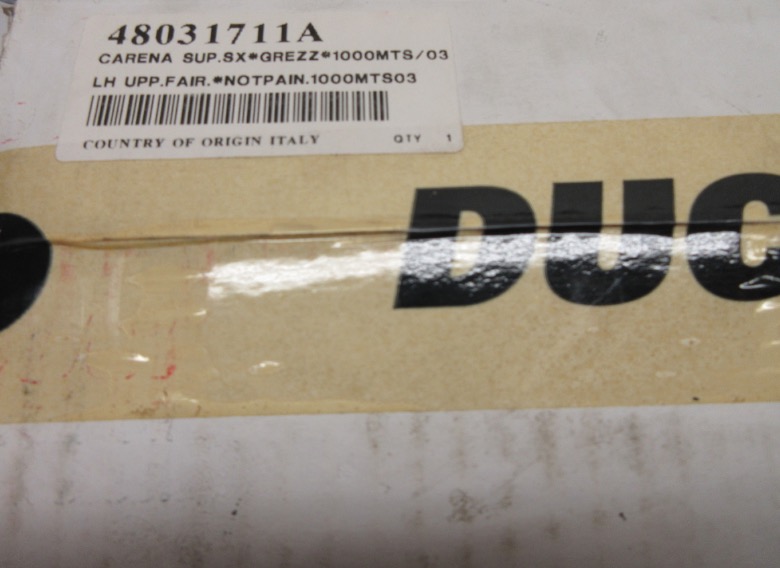 48031711A
CARENA SUP.SX*GREZZ*1000MTS/03
LH UPP.FAIR.*NOTPAIN.1000MTS03
COUNTRY OF ORIGIN ITALY QTY 1
DUC